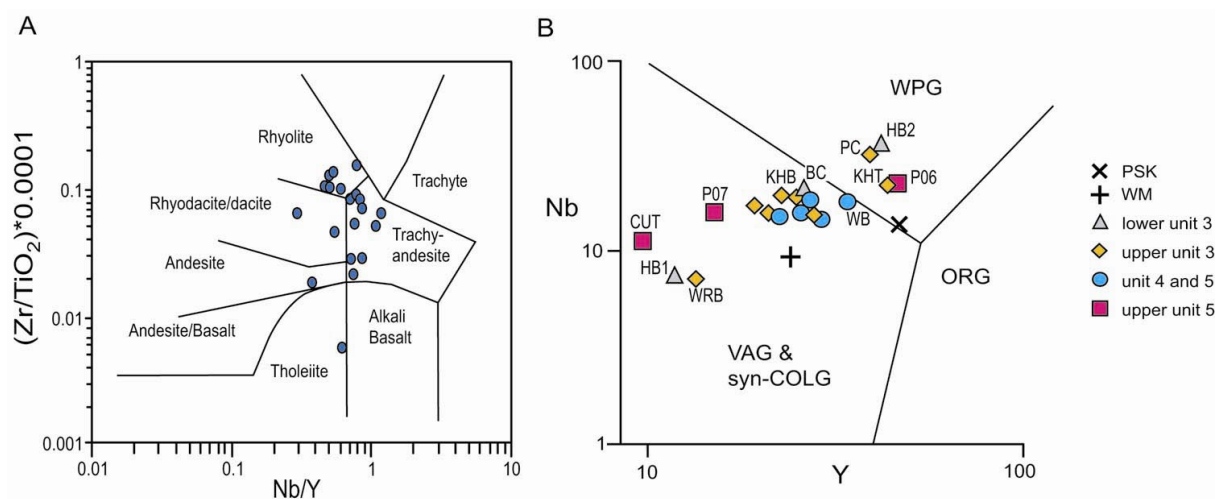 A
1
0.1
0.01
0.001
0.01
0.1
1
10
(Zr/TiO2)*0.0001
Nb/Y
Rhyolite
Trachyte
Rhyodacite/dacite
Trachy-
andesite
Andesite
Andesite/Basalt
Alkali
Basalt
Tholeiite
B
100
10
1
10
100
Nb
Y
WPG
HB2
PC
KHT
P06
BC
KHB
P07
WB
CUT
HB1
WRB
ORG
VAG &
syn-COLG
PSK
WM
lower unit 3
upper unit 3
unit 4 and 5
upper unit 5